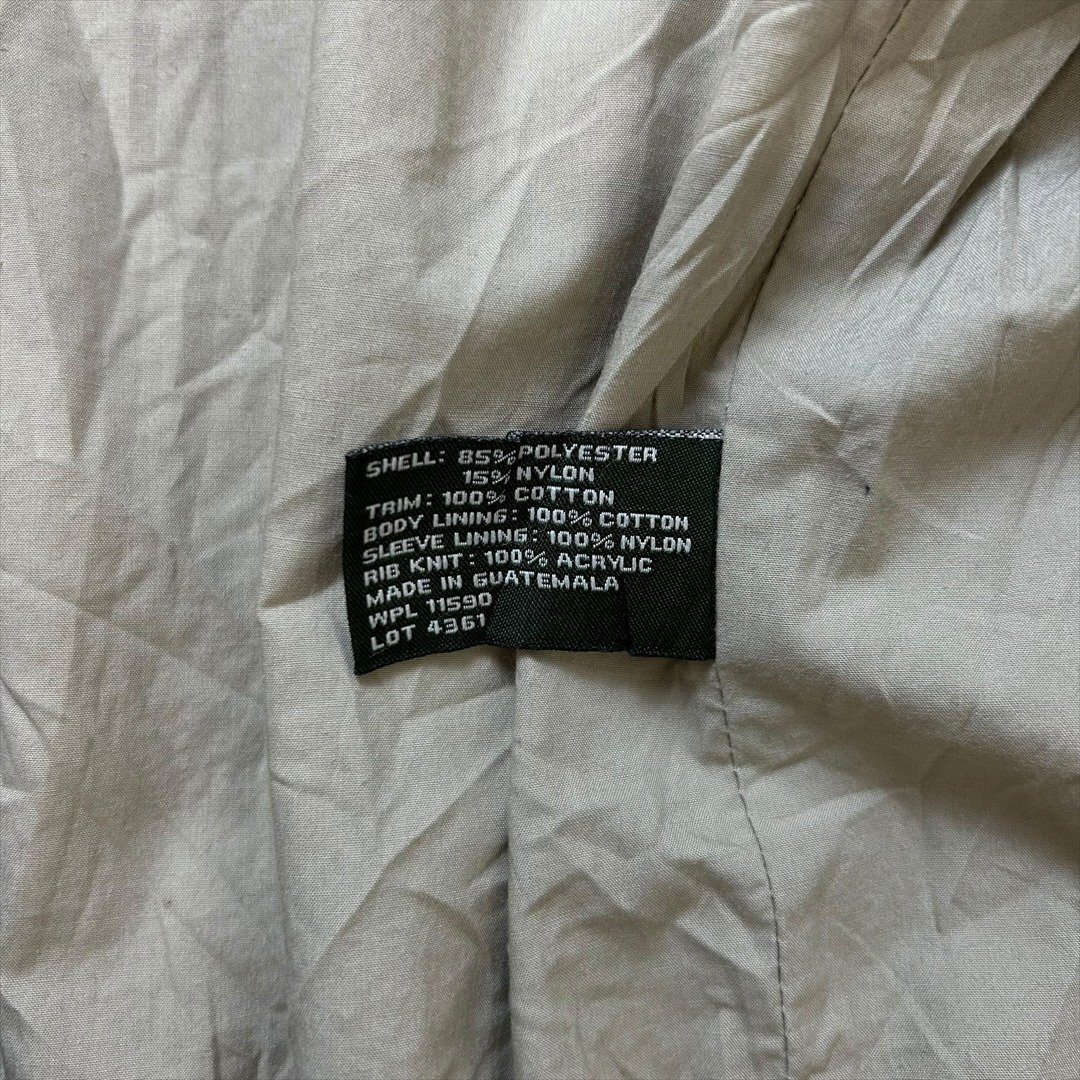 SHELL: 85% POLYESTER
15% NYLON
TRIM: 100% COTTON
BODY LINING: 100% COTTON
SLEEVE LINING: 100% NYLON
RIB KNIT: 100% ACRYLIC
MADE IN GUATEMALA
WPL 11590
LOT 4361